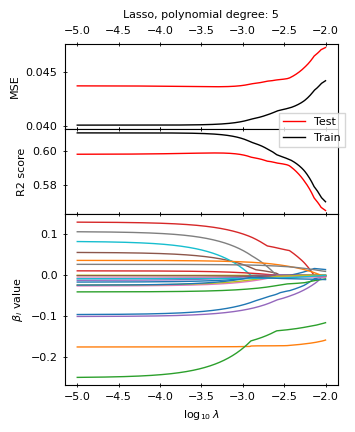 Lasso, polynomial degree: 5
−5.0 −4.5 −4.0 −3.5 −3.0 −2.5 −2.0
MSE
0.045
0.040
Test
Train
R2 score
0.60
0.58
βᵢ value
0.1
0.0
−0.1
−0.2
−5.0 −4.5 −4.0 −3.5 −3.0 −2.5 −2.0
log₁₀ λ